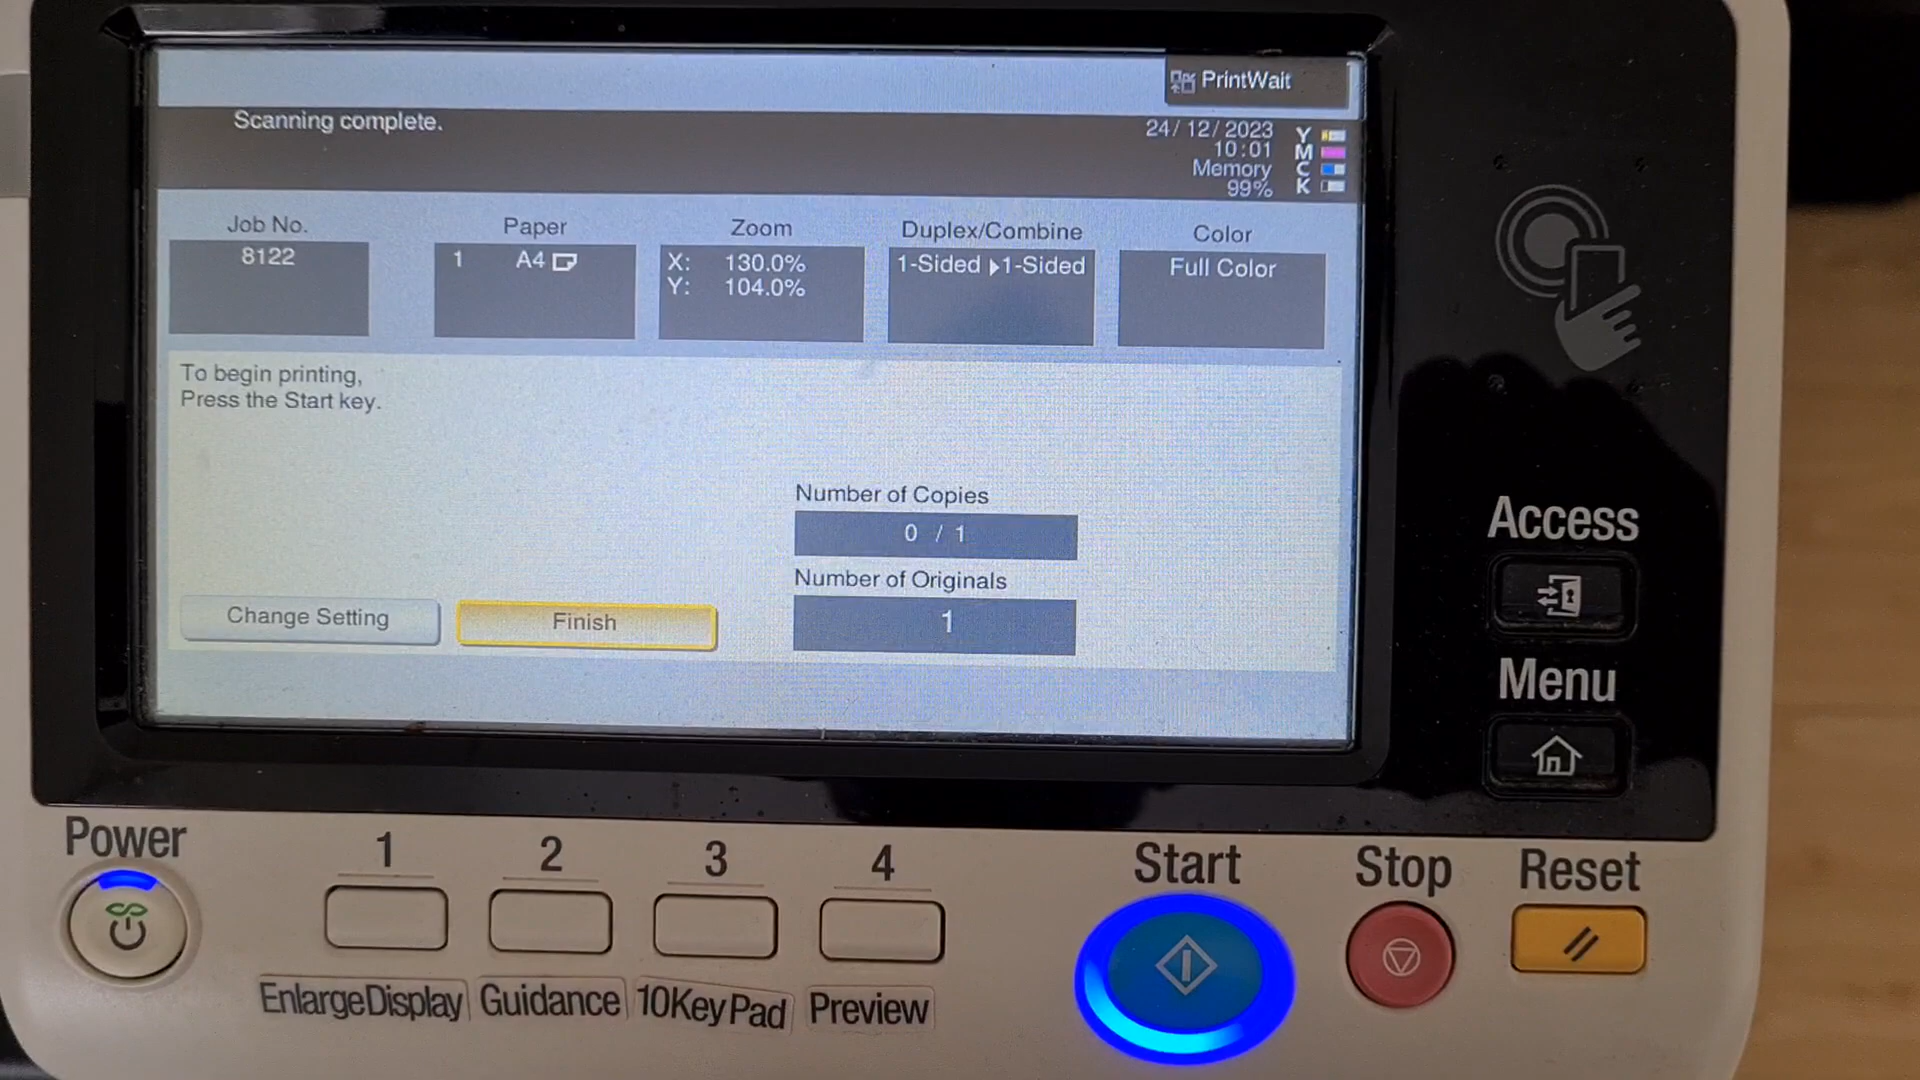 PrintWait
Scanning complete.
24/12/2023
10:01
Memory
99%
Y
M
C
K
Job No.
8122
Paper
1 A4
Zoom
X: 130.0%
Y: 104.0%
Duplex/Combine
1-Sided ▸1-Sided
Color
Full Color
To begin printing,
Press the Start key.
Number of Copies
0 / 1
Number of Originals
1
Change Setting
Finish
Access
Menu
Power
1
2
3
4
Start
Stop
Reset
EnlargeDisplay
Guidance
10KeyPad
Preview